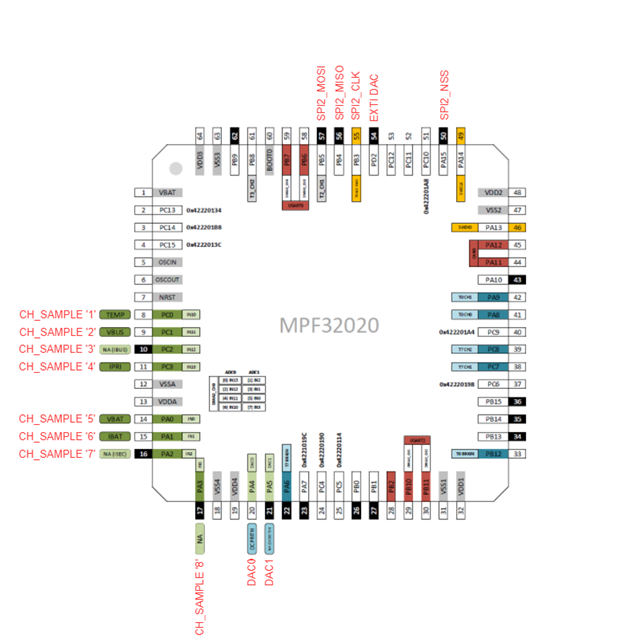 SPI2_MOSI
SPI2_MISO
SPI2_CLK
EXTI DAC
SPI2_NSS
64 63 62 61 60 59 58 57 56 55 54 53 52 51 50 49
VDD3 VSS3 PB9 PB8 BOOT0 PB7 PB6 PB5 PB4 PB3 PD2 PC12 PC11 PC10 PA15 PA14
T2_CH1
0x422201A8
1 VBAT
2 PC13 0x42220134
3 PC14 0x422201B8
4 PC15 0x4222013C
5 OSCIN
6 OSCOUT
7 NRST
CH_SAMPLE '1' TEMP 8 PC0
CH_SAMPLE '2' VBUS 9 PC1
CH_SAMPLE '3' NA (IBUI) 10 PC2
CH_SAMPLE '4' IPRI 11 PC3
12 VSSA
13 VDDA
CH_SAMPLE '5' VBAT 14 PA0
CH_SAMPLE '6' IBAT 15 PA1
CH_SAMPLE '7' NA (ISEC) 16 PA2
MPF32020
ADC0 ADC1
VDD2 48
VSS2 47
PA13 46
PA12 45
PA11 44
PA10 43
PA9 42
PA8 41
0x422201A4 PC9 40
PC8 39
PC7 38
0x42220198 PC6 37
PB15 36
PB14 35
PB13 34
PB12 33
0x4222019C
0x42220190
0x42220114
PA3 VSS4 VDD4 PA4 PA5 PA6 PA7 PC4 PC5 PB0 PB1 PB2 PB10 PB11 VSS1 VDD1
17 18 19 20 21 22 23 24 25 26 27 28 29 30 31 32
NA
CH_SAMPLE '8'
DAC0
DAC1